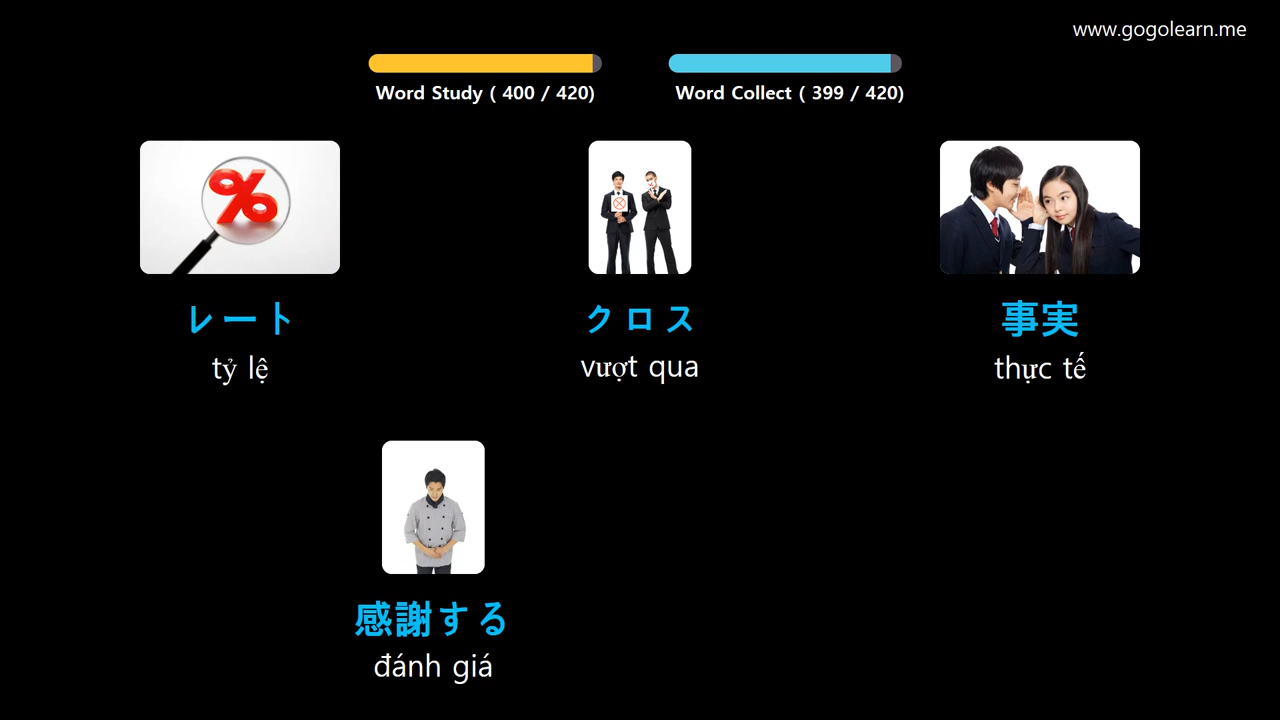 www.gogolearn.me
Word Study ( 400 / 420)
Word Collect ( 399 / 420)
%
レート
tỷ lệ
クロス
vượt qua
事実
thực tế
感謝する
đánh giá